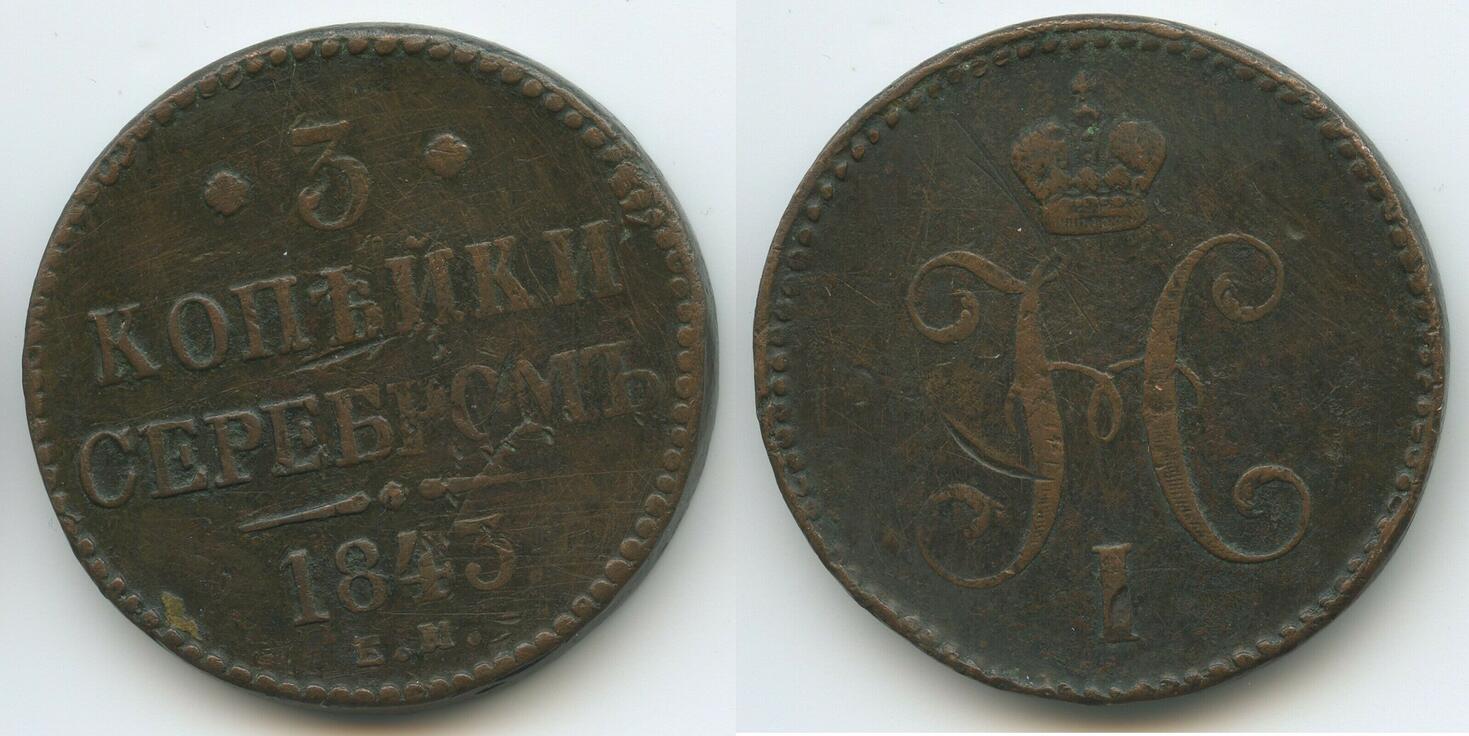 3
КОПѢЙКИ
СЕРЕБРОМЪ
1843
Е.М.
Н
I